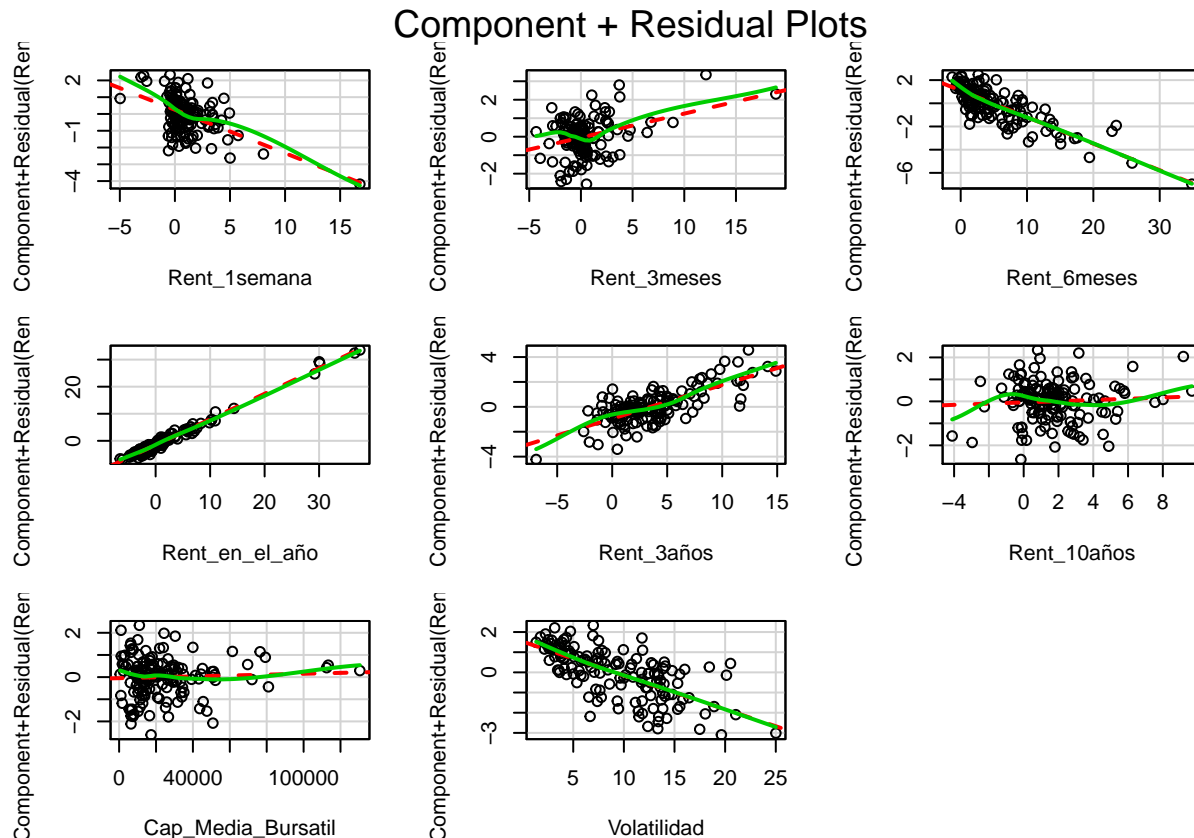 Component + Residual Plots
Component+Residual(Ren
2
−1
−4
−5 0 5 10 15
Rent_1semana
Component+Residual(Ren
2
0
−2
−5 0 5 10 15
Rent_3meses
Component+Residual(Ren
2
−2
−6
0 10 20 30
Rent_6meses
Component+Residual(Ren
20
0
0 10 20 30
Rent_en_el_año
Component+Residual(Ren
4
0
−4
−5 0 5 10 15
Rent_3años
Component+Residual(Ren
2
0
−2
−4 0 2 4 6 8
Rent_10años
Component+Residual(Ren
2
0
−2
0 40000 100000
Cap_Media_Bursatil
Component+Residual(Ren
2
0
−3
5 10 15 20 25
Volatilidad